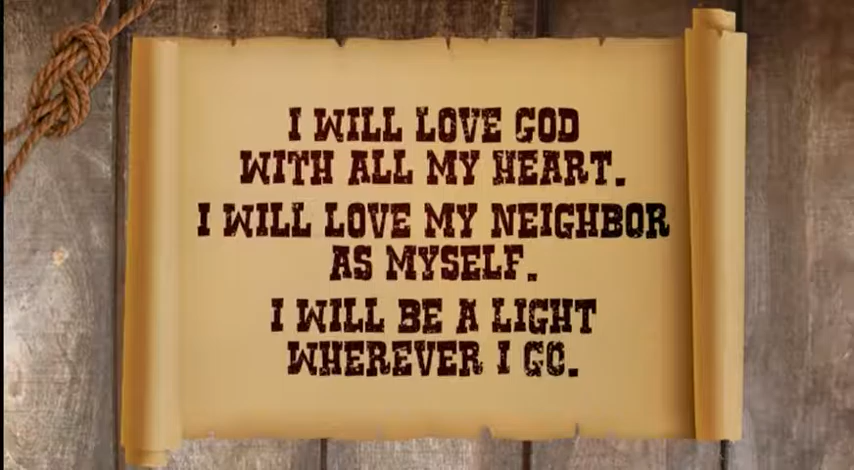 I WILL LOVE GOD
WITH ALL MY HEART.
I WILL LOVE MY NEIGHBOR
AS MYSELF.
I WILL BE A LIGHT
WHEREVER I GO.